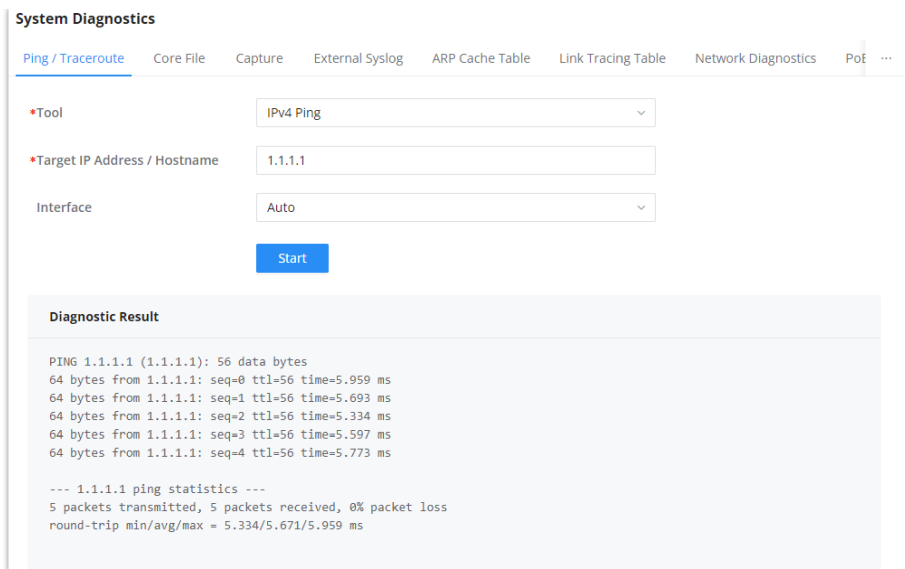 System Diagnostics
Ping / Traceroute Core File Capture External Syslog ARP Cache Table Link Tracing Table Network Diagnostics ···
*Tool IPv4 Ping
*Target IP Address / Hostname 1.1.1.1
Interface Auto
Start
Diagnostic Result
PING 1.1.1.1 (1.1.1.1): 56 data bytes
64 bytes from 1.1.1.1: seq=0 ttl=56 time=5.959 ms
64 bytes from 1.1.1.1: seq=1 ttl=56 time=5.693 ms
64 bytes from 1.1.1.1: seq=2 ttl=56 time=5.334 ms
64 bytes from 1.1.1.1: seq=3 ttl=56 time=5.597 ms
64 bytes from 1.1.1.1: seq=4 ttl=56 time=5.773 ms
--- 1.1.1.1 ping statistics ---
5 packets transmitted, 5 packets received, 0% packet loss
round-trip min/avg/max = 5.334/5.671/5.959 ms